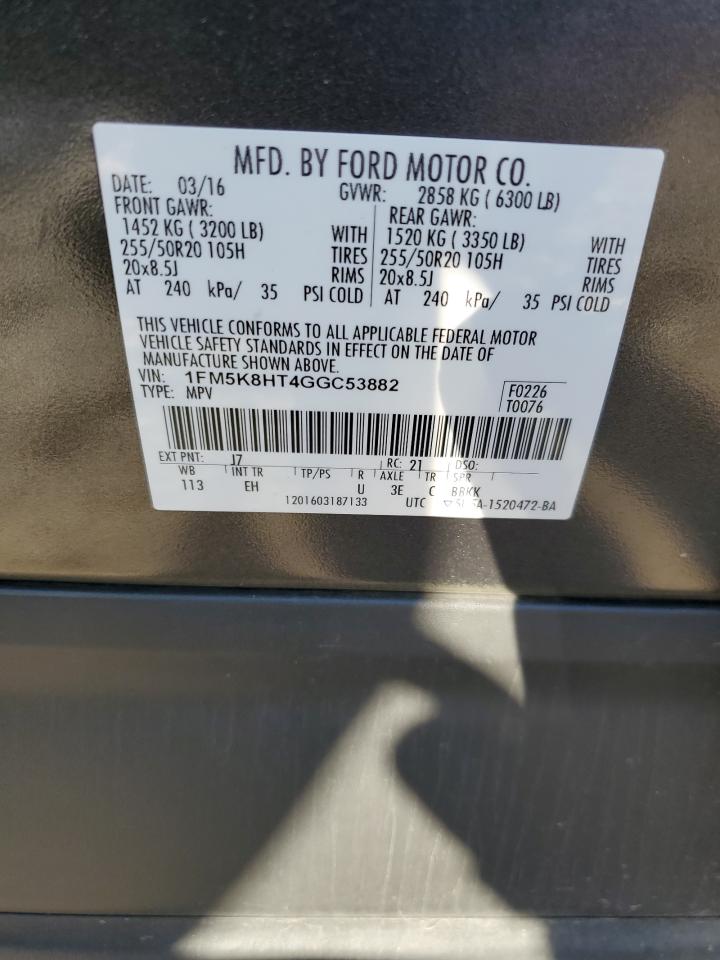 MFD. BY FORD MOTOR CO.
DATE: 03/16 GVWR: 2858 KG ( 6300 LB)
FRONT GAWR: REAR GAWR:
1452 KG ( 3200 LB) WITH 1520 KG ( 3350 LB) WITH
255/50R20 105H TIRES 255/50R20 105H TIRES
20x8.5J RIMS 20x8.5J RIMS
AT 240 kPa/ 35 PSI COLD AT 240 kPa/ 35 PSI COLD
THIS VEHICLE CONFORMS TO ALL APPLICABLE FEDERAL MOTOR
VEHICLE SAFETY STANDARDS IN EFFECT ON THE DATE OF
MANUFACTURE SHOWN ABOVE.
VIN: 1FM5K8HT4GGC53882 F0226
TYPE: MPV T0076
EXT PNT: J7 RC: 21 DSO:
WB INT TR TP/PS R AXLE TR SPR
113 EH U 3E C BRKK
1201603187133 UTC -1520472-BA